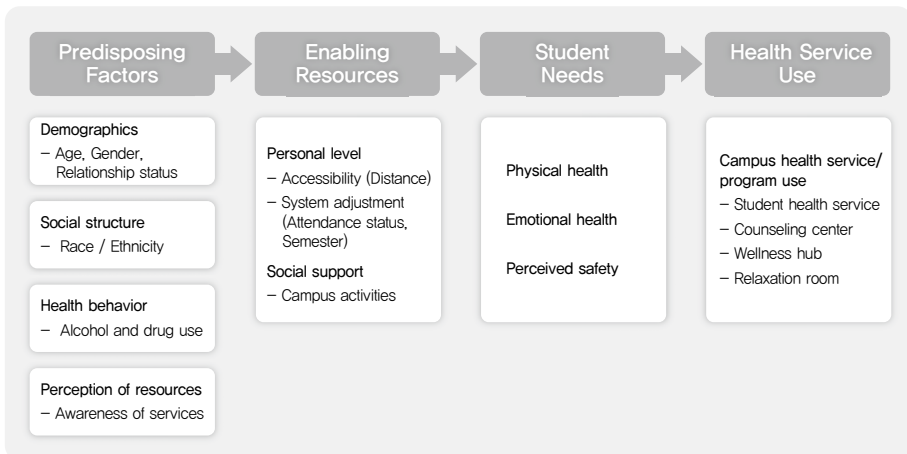 Predisposing
Factors
Enabling
Resources
Student
Needs
Health Service
Use
Demographics
– Age, Gender,
Relationship status
Social structure
– Race / Ethnicity
Health behavior
– Alcohol and drug use
Perception of resources
– Awareness of services
Personal level
– Accessibility (Distance)
– System adjustment
(Attendance status,
Semester)
Social support
– Campus activities
Physical health
Emotional health
Perceived safety
Campus health service/
program use
– Student health service
– Counseling center
– Wellness hub
– Relaxation room